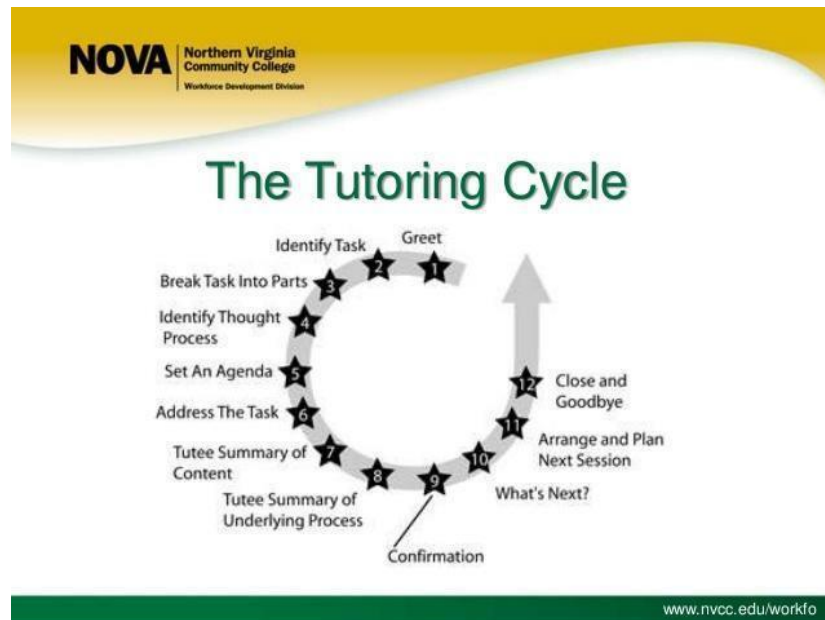 NOVA
Northern Virginia
Community College
Workforce Development Division
The Tutoring Cycle
Greet
1
Identify Task
2
Break Task Into Parts
3
Identify Thought
Process
4
Set An Agenda
5
Address The Task
6
Tutee Summary of
Content
7
Tutee Summary of
Underlying Process
8
Confirmation
9
What's Next?
10
Arrange and Plan
Next Session
11
Close and
Goodbye
12
www.nvcc.edu/workfo